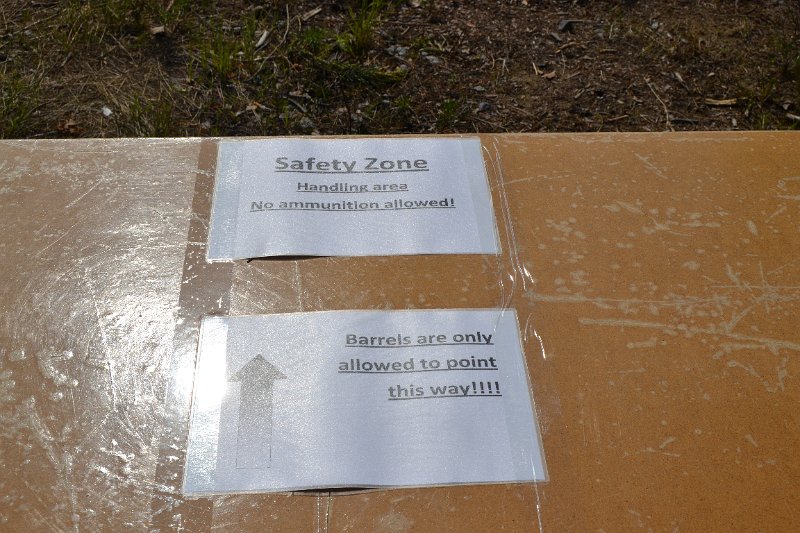 Safety Zone
Handling area
No ammunition allowed!
Barrels are only
allowed to point
this way!!!!